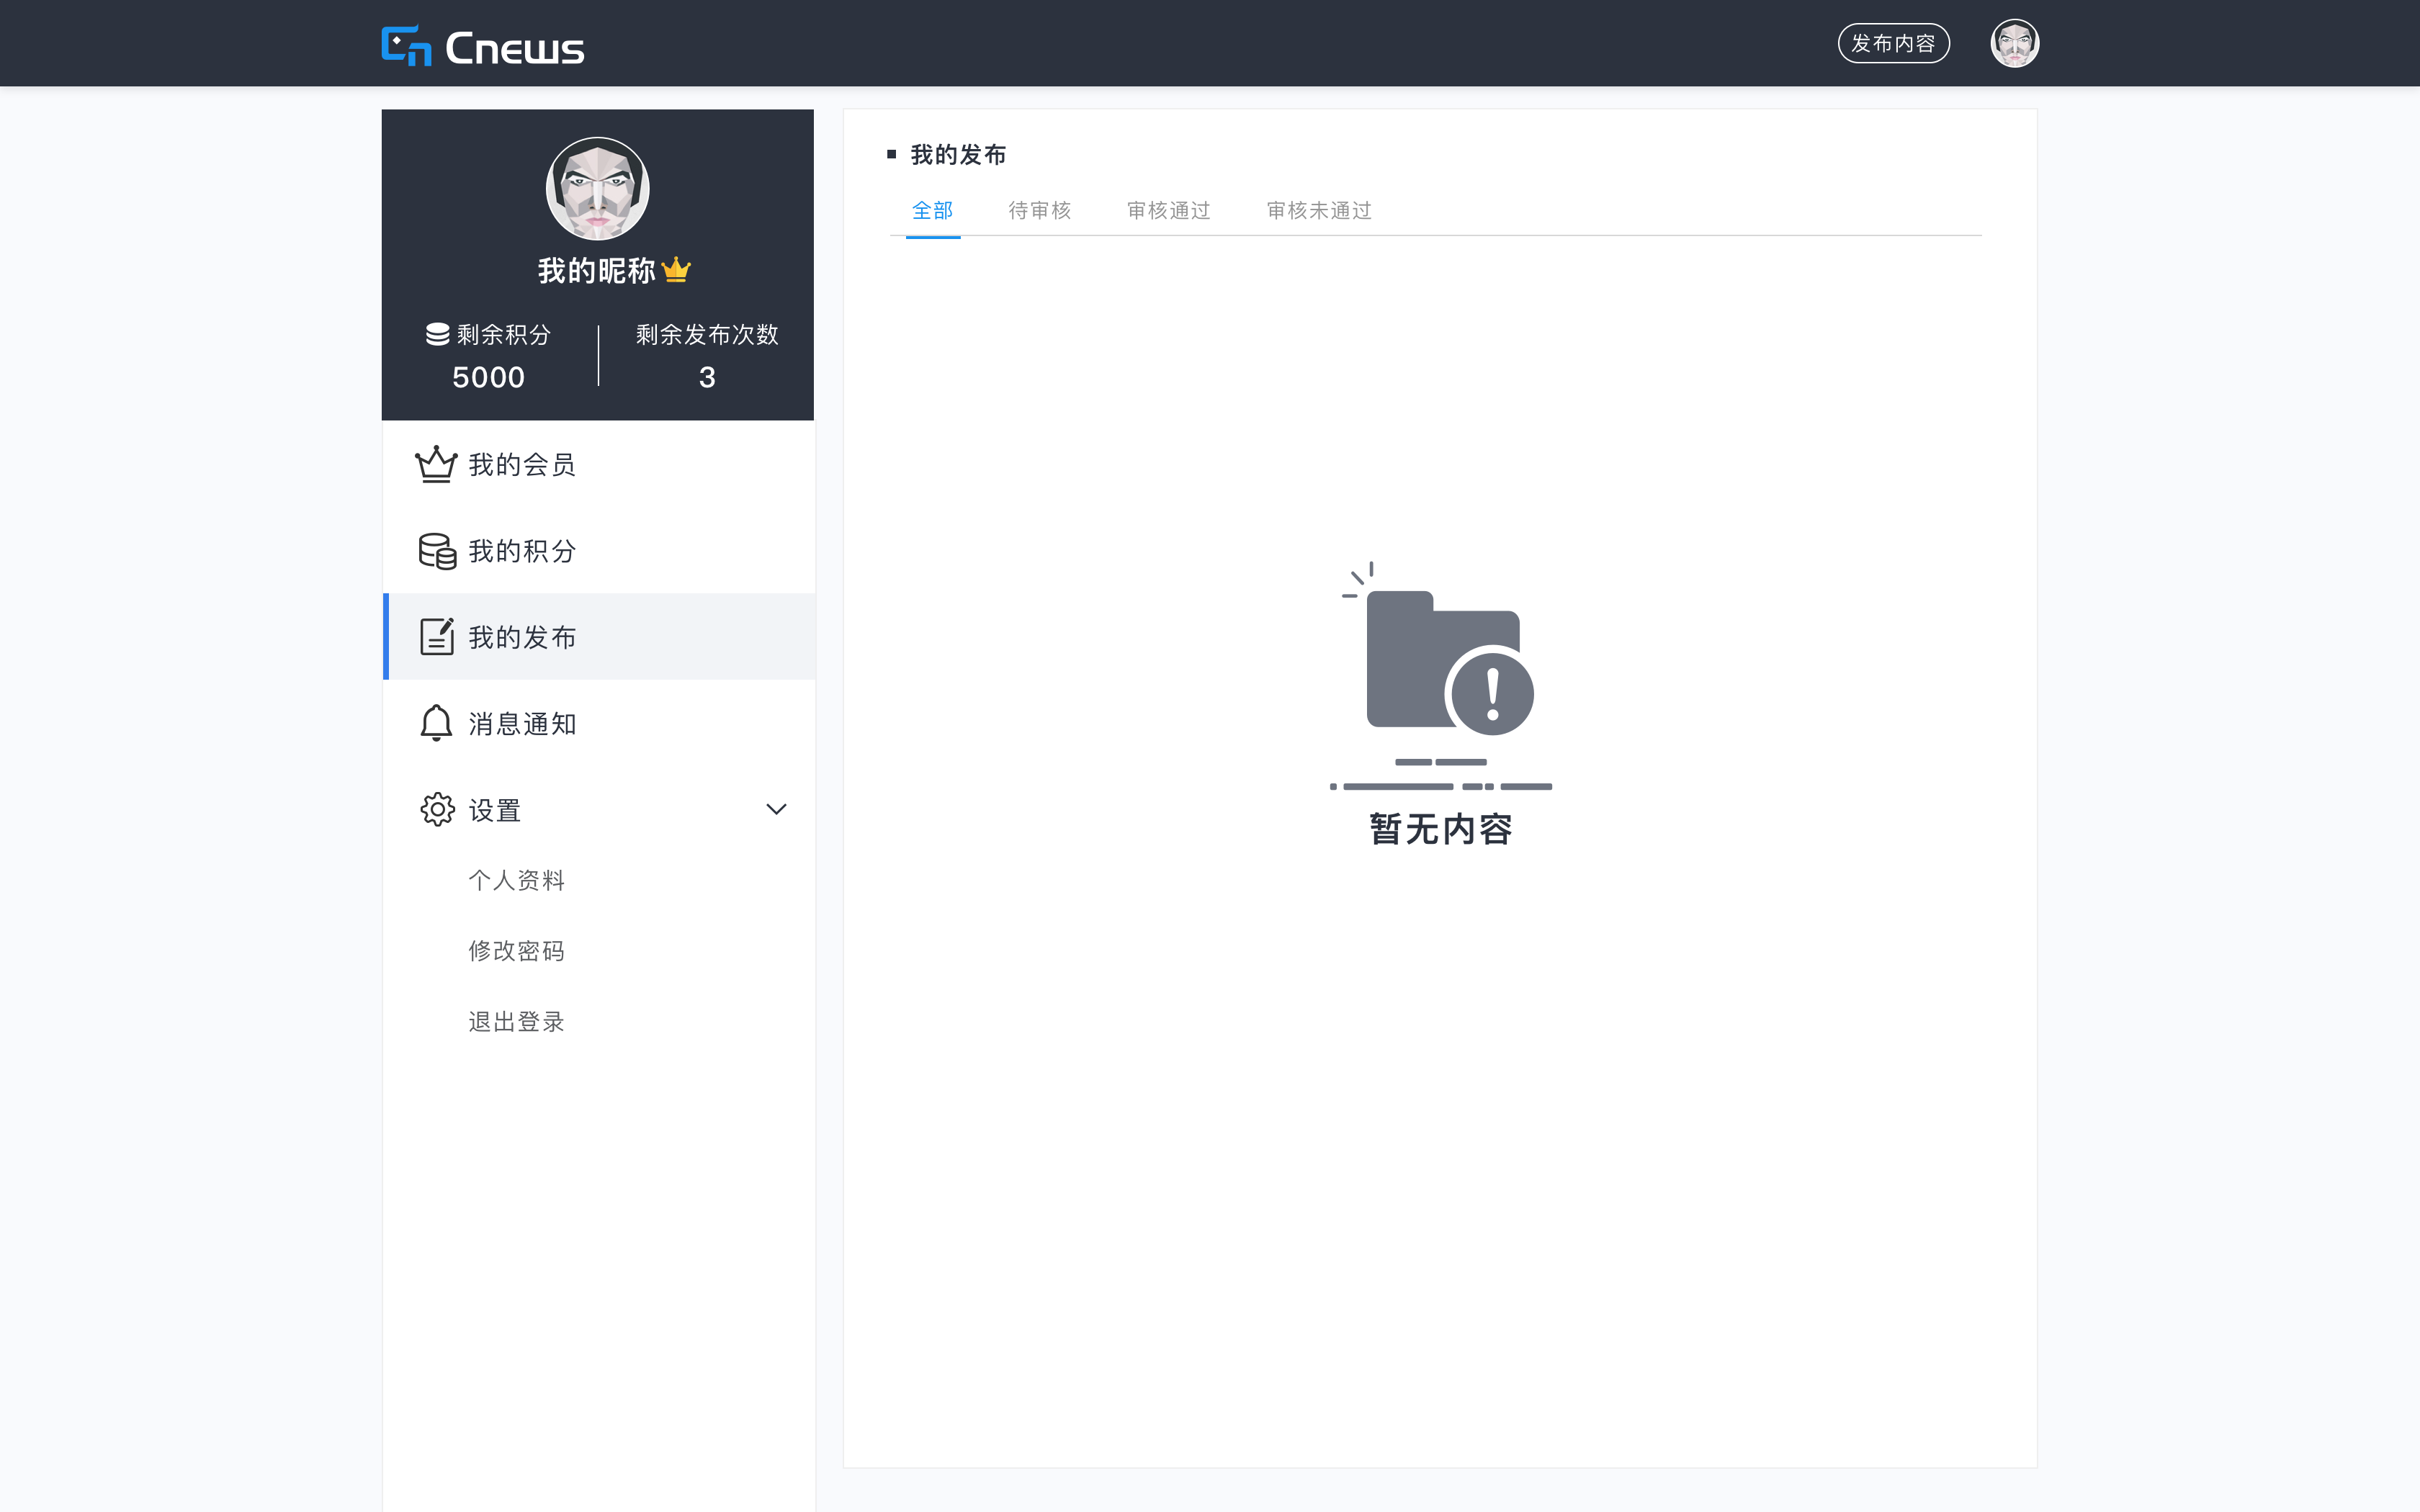 Cnews
发布内容
我的昵称
剩余积分
5000
剩余发布次数
3
我的会员
我的积分
我的发布
消息通知
设置
个人资料
修改密码
退出登录
我的发布
全部 待审核 审核通过 审核未通过
暂无内容